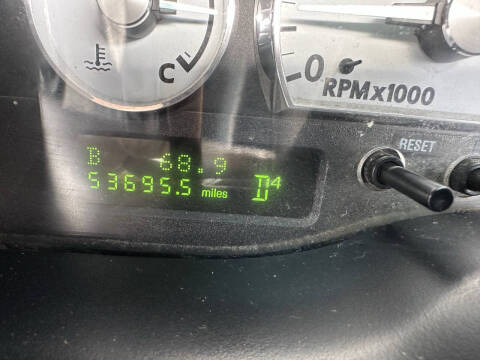 C
0
RPMx1000
RESET
B 68.9
53695.5 miles D4